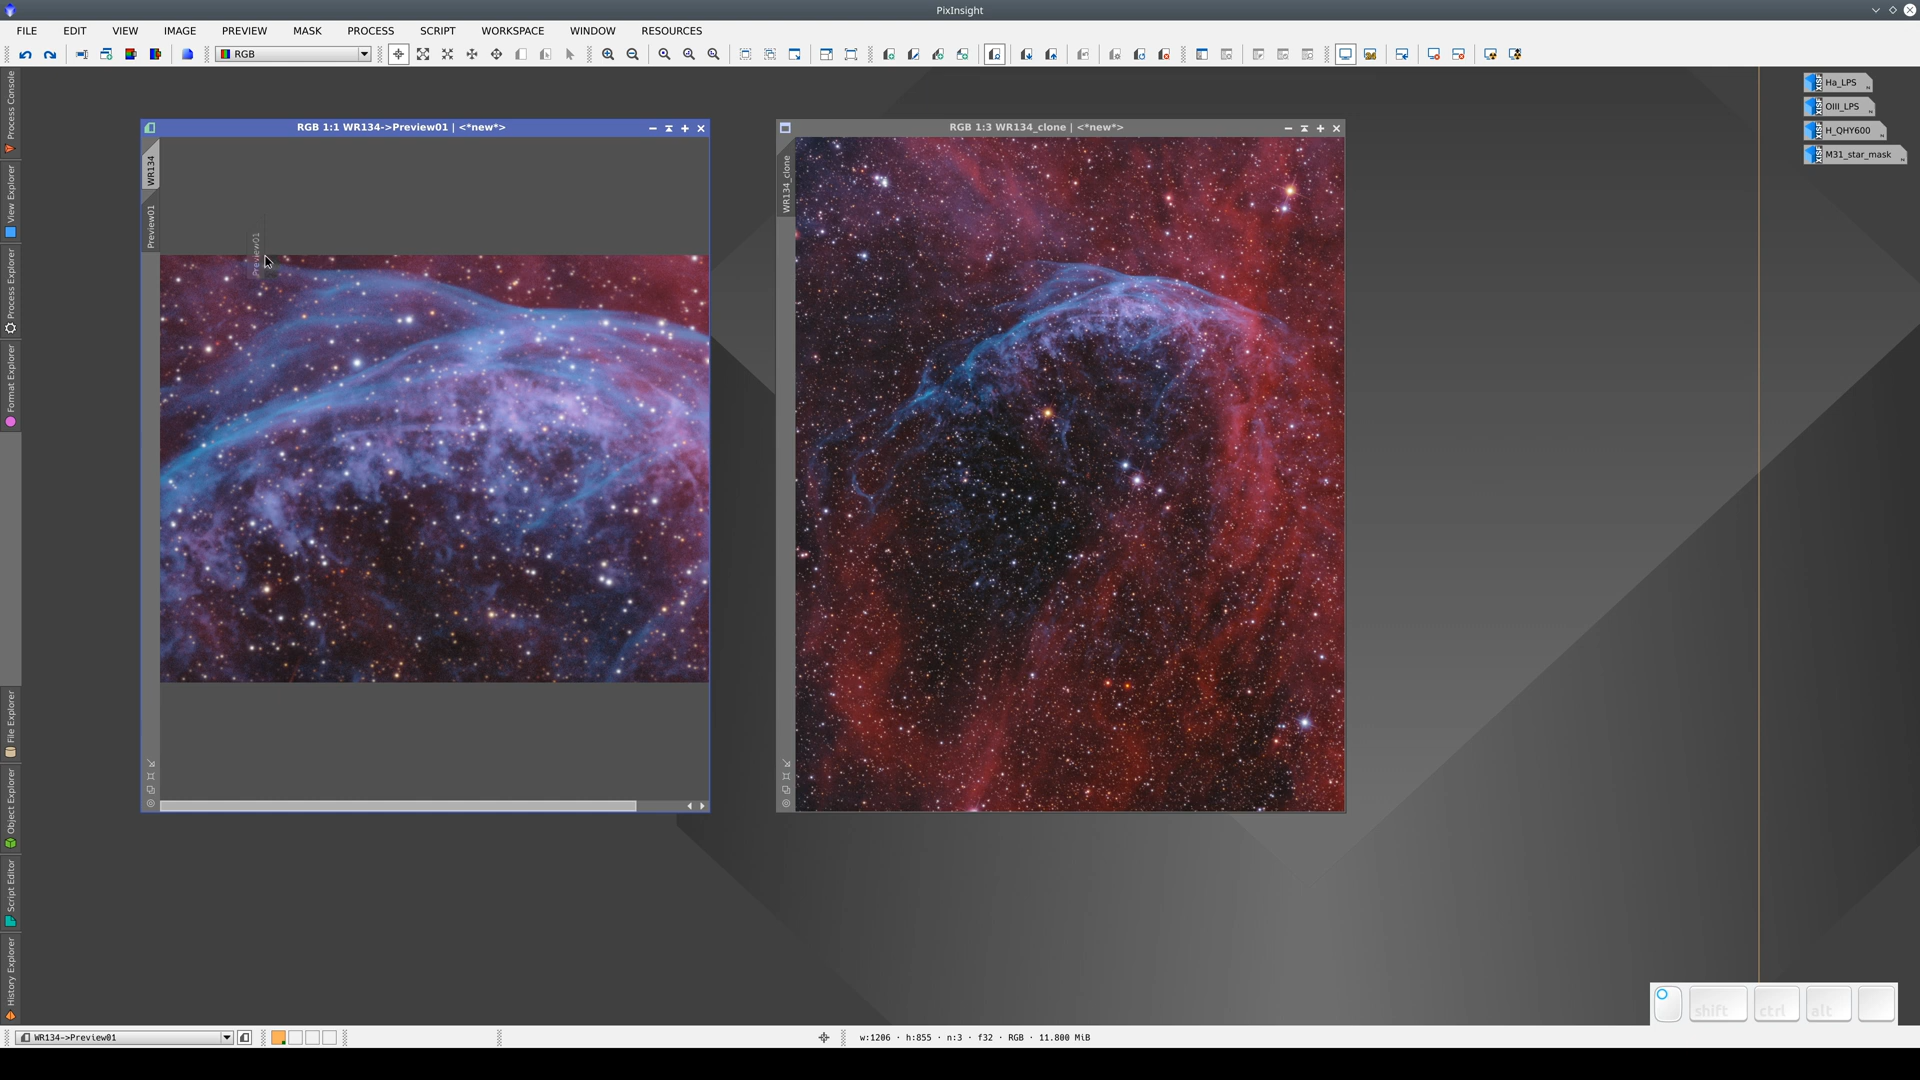 PixInsight
FILE EDIT VIEW IMAGE PREVIEW MASK PROCESS SCRIPT WORKSPACE WINDOW RESOURCES
RGB
Process Console
View Explorer
Process Explorer
Format Explorer
File Explorer
Object Explorer
Script Editor
History Explorer
RGB 1:1 WR134->Preview01 | <*new*>
WR134
Preview01
Preview01
RGB 1:3 WR134_clone | <*new*>
WR134_clone
Ha_LPS
OIII_LPS
H_QHY600
M31_star_mask
shift ctrl alt
WR134->Preview01
w:1206 · h:855 · n:3 · f32 · RGB · 11.800 MiB